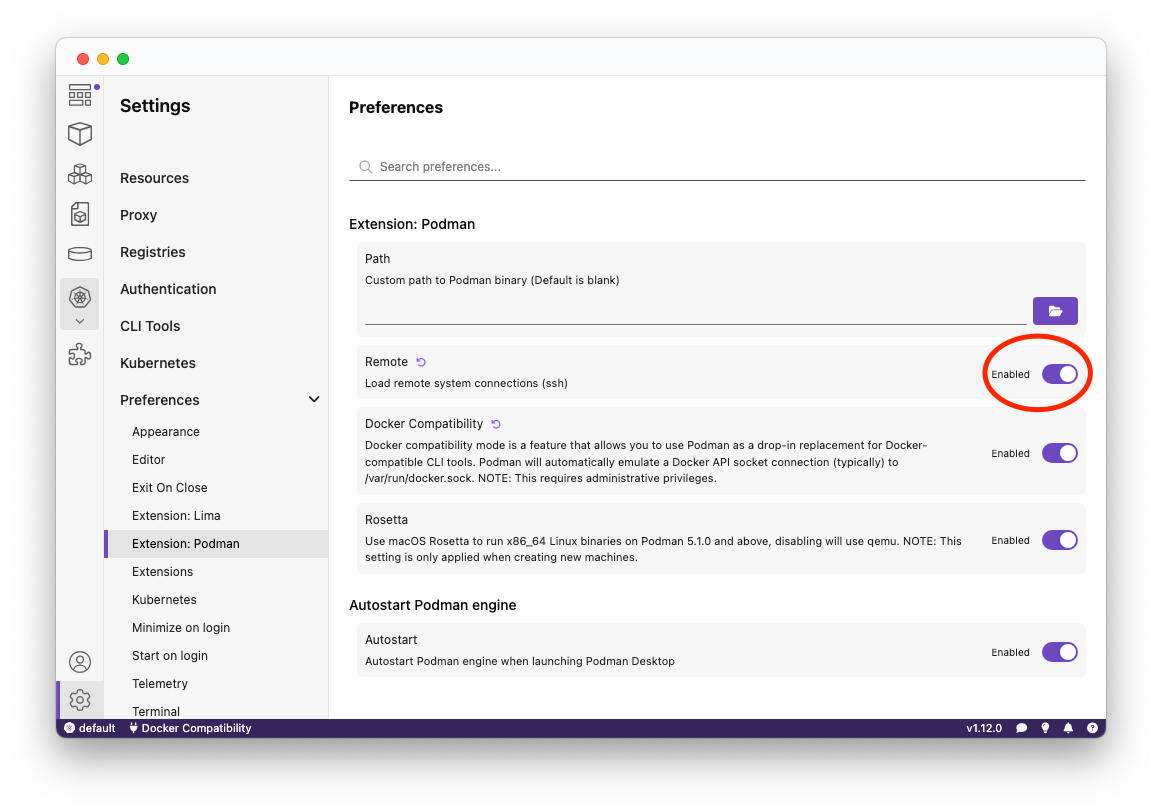 Settings
Resources
Proxy
Registries
Authentication
CLI Tools
Kubernetes
Preferences
Appearance
Editor
Exit On Close
Extension: Lima
Extension: Podman
Extensions
Kubernetes
Minimize on login
Start on login
Telemetry
Terminal
Preferences
Search preferences...
Extension: Podman
Path
Custom path to Podman binary (Default is blank)
Remote
Load remote system connections (ssh)
Enabled
Docker Compatibility
Docker compatibility mode is a feature that allows you to use Podman as a drop-in replacement for Docker-
compatible CLI tools. Podman will automatically emulate a Docker API socket connection (typically) to
/var/run/docker.sock. NOTE: This requires administrative privileges.
Enabled
Rosetta
Use macOS Rosetta to run x86_64 Linux binaries on Podman 5.1.0 and above, disabling will use qemu. NOTE: This
setting is only applied when creating new machines.
Enabled
Autostart Podman engine
Autostart
Autostart Podman engine when launching Podman Desktop
Enabled
default
Docker Compatibility
v1.12.0